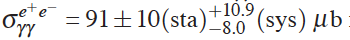 σ_{γγ}^{e⁺e⁻} = 91 ± 10(sta)^{+10.9}_{−8.0} (sys) μb